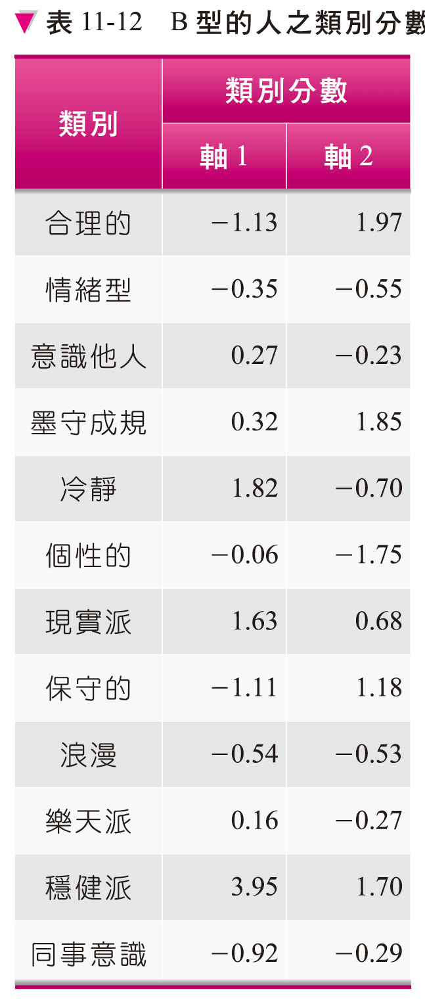 ▼ 表 11-12 B 型的人之類別分數
類別 類別分數
軸 1 軸 2
合理的 −1.13 1.97
情緒型 −0.35 −0.55
意識他人 0.27 −0.23
墨守成規 0.32 1.85
冷靜 1.82 −0.70
個性的 −0.06 −1.75
現實派 1.63 0.68
保守的 −1.11 1.18
浪漫 −0.54 −0.53
樂天派 0.16 −0.27
穩健派 3.95 1.70
同事意識 −0.92 −0.29